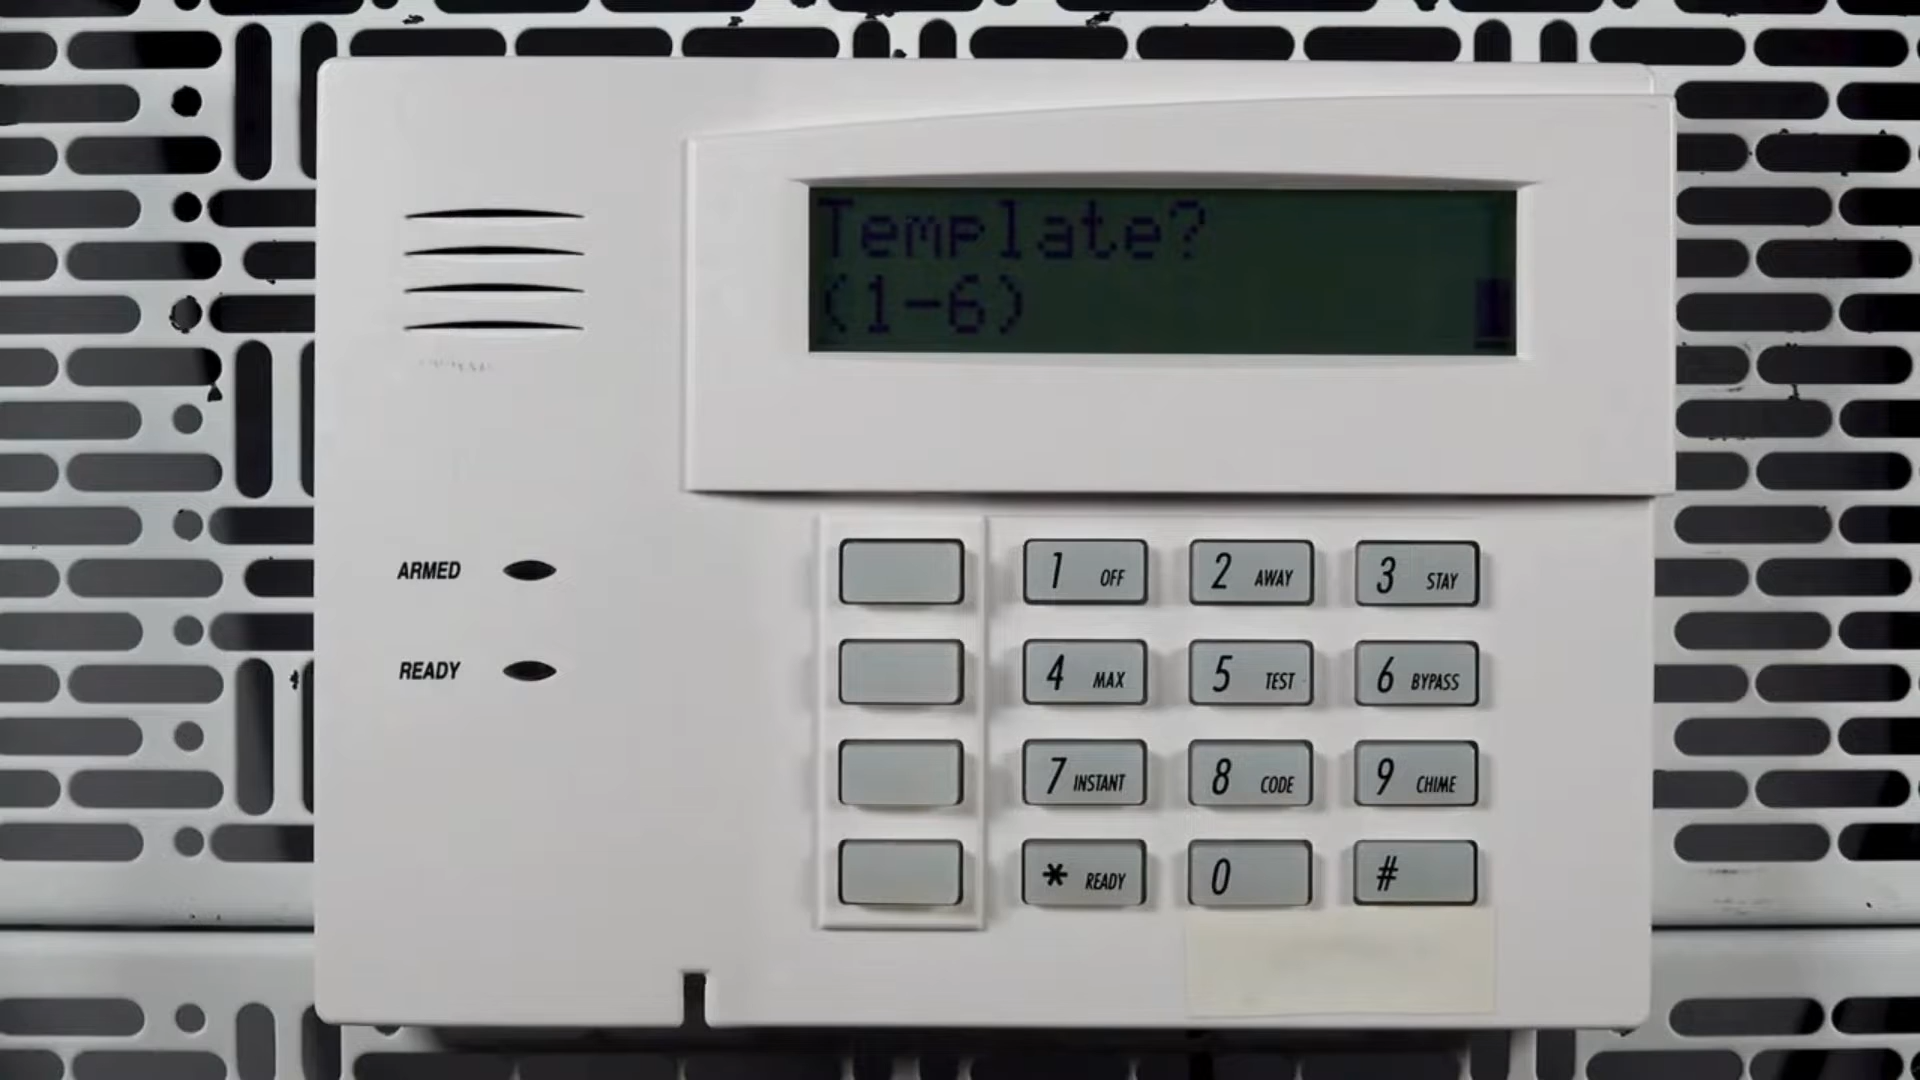 Template?
(1-6)
ARMED
READY
1 OFF
2 AWAY
3 STAY
4 MAX
5 TEST
6 BYPASS
7 INSTANT
8 CODE
9 CHIME
* READY
0
#